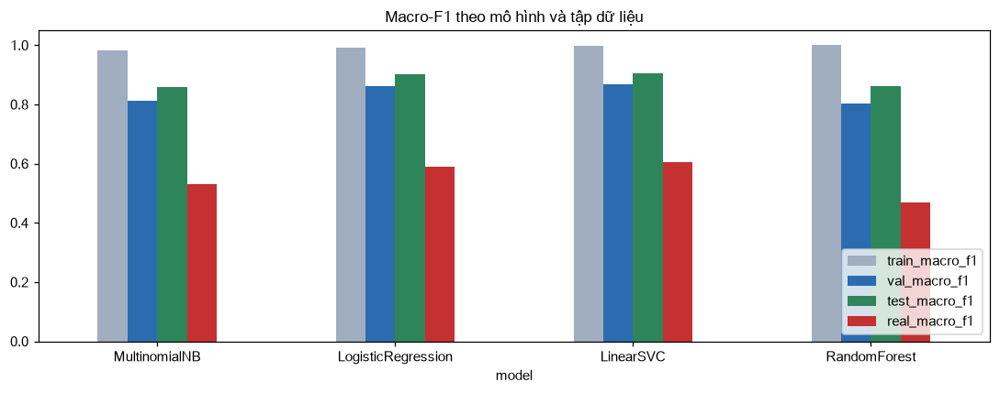 Macro-F1 theo mô hình và tập dữ liệu
1.0
0.8
0.6
0.4
0.2
0.0
MultinomialNB
LogisticRegression
LinearSVC
RandomForest
model
train_macro_f1
val_macro_f1
test_macro_f1
real_macro_f1